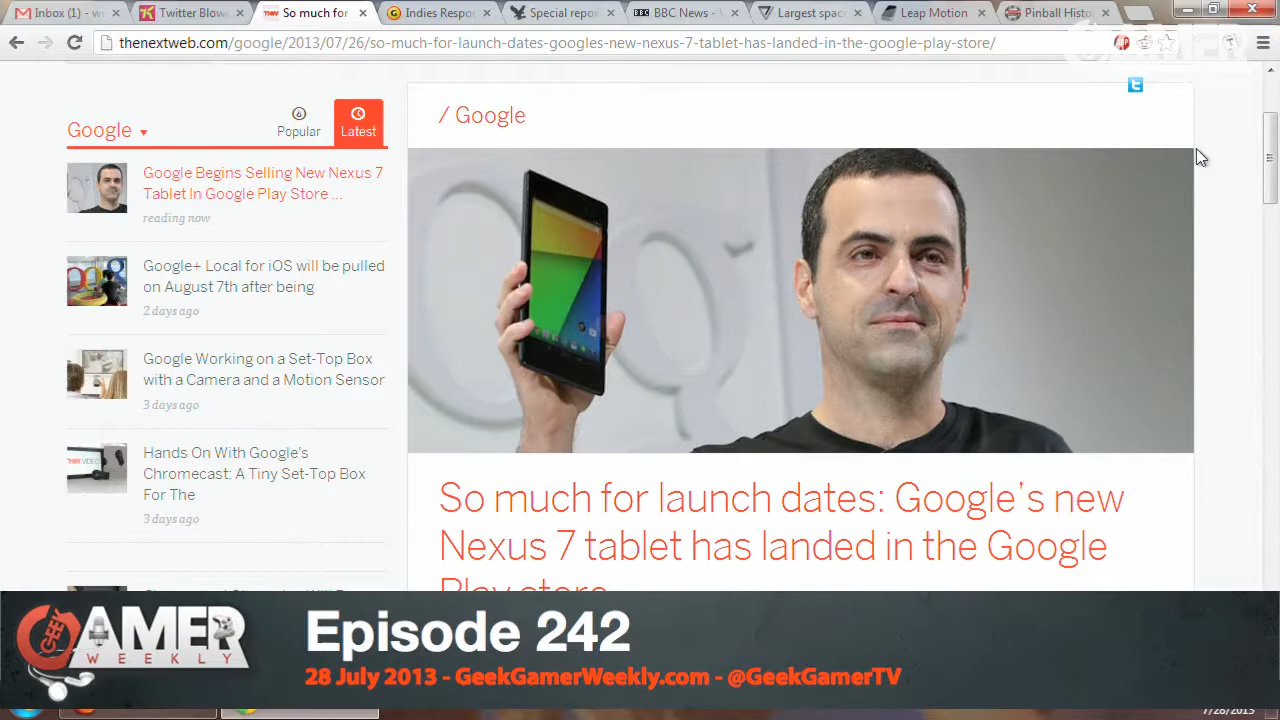 Inbox (1) - w
Twitter Blow
So much for
Indies Respo
Special repo
BBC News -
Largest spac
Leap Motion
Pinball Histo
thenextweb.com/google/2013/07/26/so-much-for-launch-dates-googles-new-nexus-7-tablet-has-landed-in-the-google-play-store/
Google
Popular
Latest
Google Begins Selling New Nexus 7
Tablet In Google Play Store ...
reading now
Google+ Local for iOS will be pulled
on August 7th after being
2 days ago
Google Working on a Set-Top Box
with a Camera and a Motion Sensor
3 days ago
Hands On With Google's
Chromecast: A Tiny Set-Top Box
For The
3 days ago
/ Google
So much for launch dates: Google's new
Nexus 7 tablet has landed in the Google
Play store
GEEK
GAMER
WEEKLY
Episode 242
28 July 2013 - GeekGamerWeekly.com - @GeekGamerTV
7/28/2013